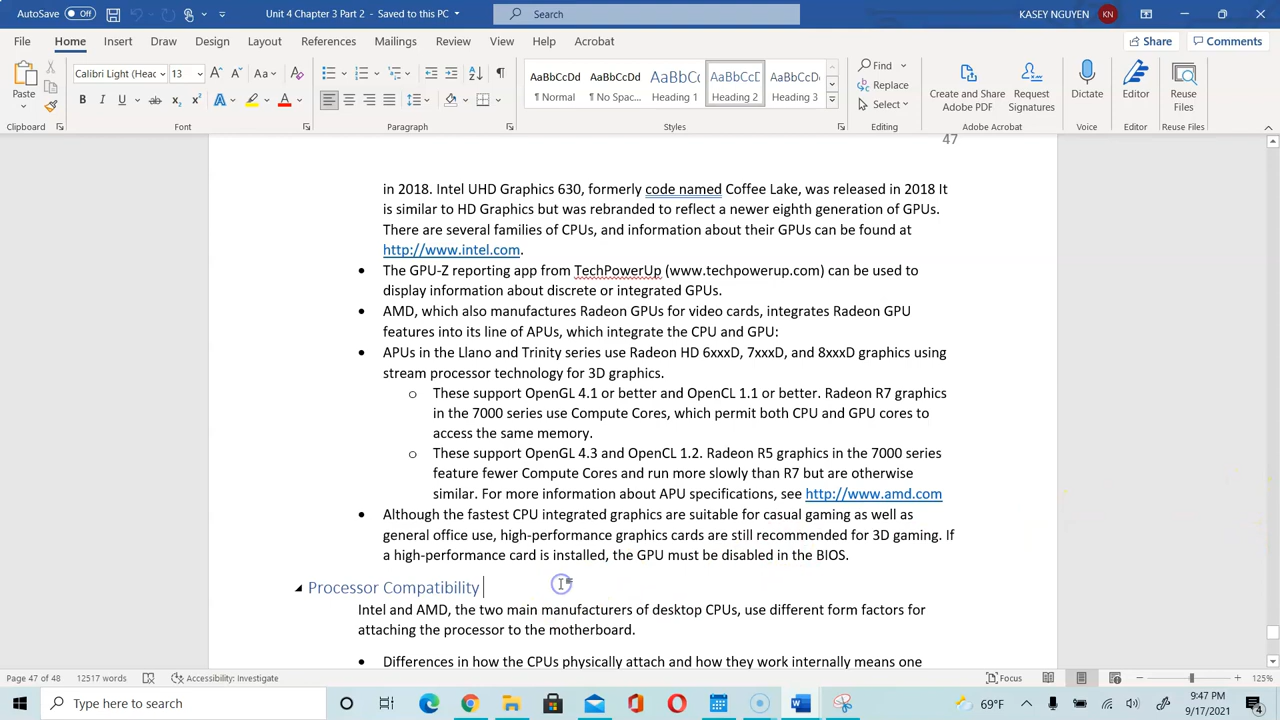 AutoSave Off Unit 4 Chapter 3 Part 2 - Saved to this PC Search KASEY NGUYEN KN
File Home Insert Draw Design Layout References Mailings Review View Help Acrobat Share Comments
Paste Calibri Light (Head 13 Aa A A
B I U ab x₂ x² A A
AaBbCcDd AaBbCcDd AaBbCcC AaBbCcD AaBbCcD
¶ Normal ¶ No Spac... Heading 1 Heading 2 Heading 3
Find Replace Select
Create and Share Adobe PDF Request Signatures Dictate Editor Reuse Files
Clipboard Font Paragraph Styles Editing Adobe Acrobat Voice Editor Reuse Files
47
in 2018. Intel UHD Graphics 630, formerly code named Coffee Lake, was released in 2018 It
is similar to HD Graphics but was rebranded to reflect a newer eighth generation of GPUs.
There are several families of CPUs, and information about their GPUs can be found at
http://www.intel.com.
• The GPU-Z reporting app from TechPowerUp (www.techpowerup.com) can be used to
display information about discrete or integrated GPUs.
• AMD, which also manufactures Radeon GPUs for video cards, integrates Radeon GPU
features into its line of APUs, which integrate the CPU and GPU:
• APUs in the Llano and Trinity series use Radeon HD 6xxxD, 7xxxD, and 8xxxD graphics using
stream processor technology for 3D graphics.
o These support OpenGL 4.1 or better and OpenCL 1.1 or better. Radeon R7 graphics
in the 7000 series use Compute Cores, which permit both CPU and GPU cores to
access the same memory.
o These support OpenGL 4.3 and OpenCL 1.2. Radeon R5 graphics in the 7000 series
feature fewer Compute Cores and run more slowly than R7 but are otherwise
similar. For more information about APU specifications, see http://www.amd.com
• Although the fastest CPU integrated graphics are suitable for casual gaming as well as
general office use, high-performance graphics cards are still recommended for 3D gaming. If
a high-performance card is installed, the GPU must be disabled in the BIOS.
Processor Compatibility
Intel and AMD, the two main manufacturers of desktop CPUs, use different form factors for
attaching the processor to the motherboard.
• Differences in how the CPUs physically attach and how they work internally means one
Page 47 of 48 12517 words Accessibility: Investigate Focus 125%
Type here to search 69°F 9:47 PM
9/17/2021